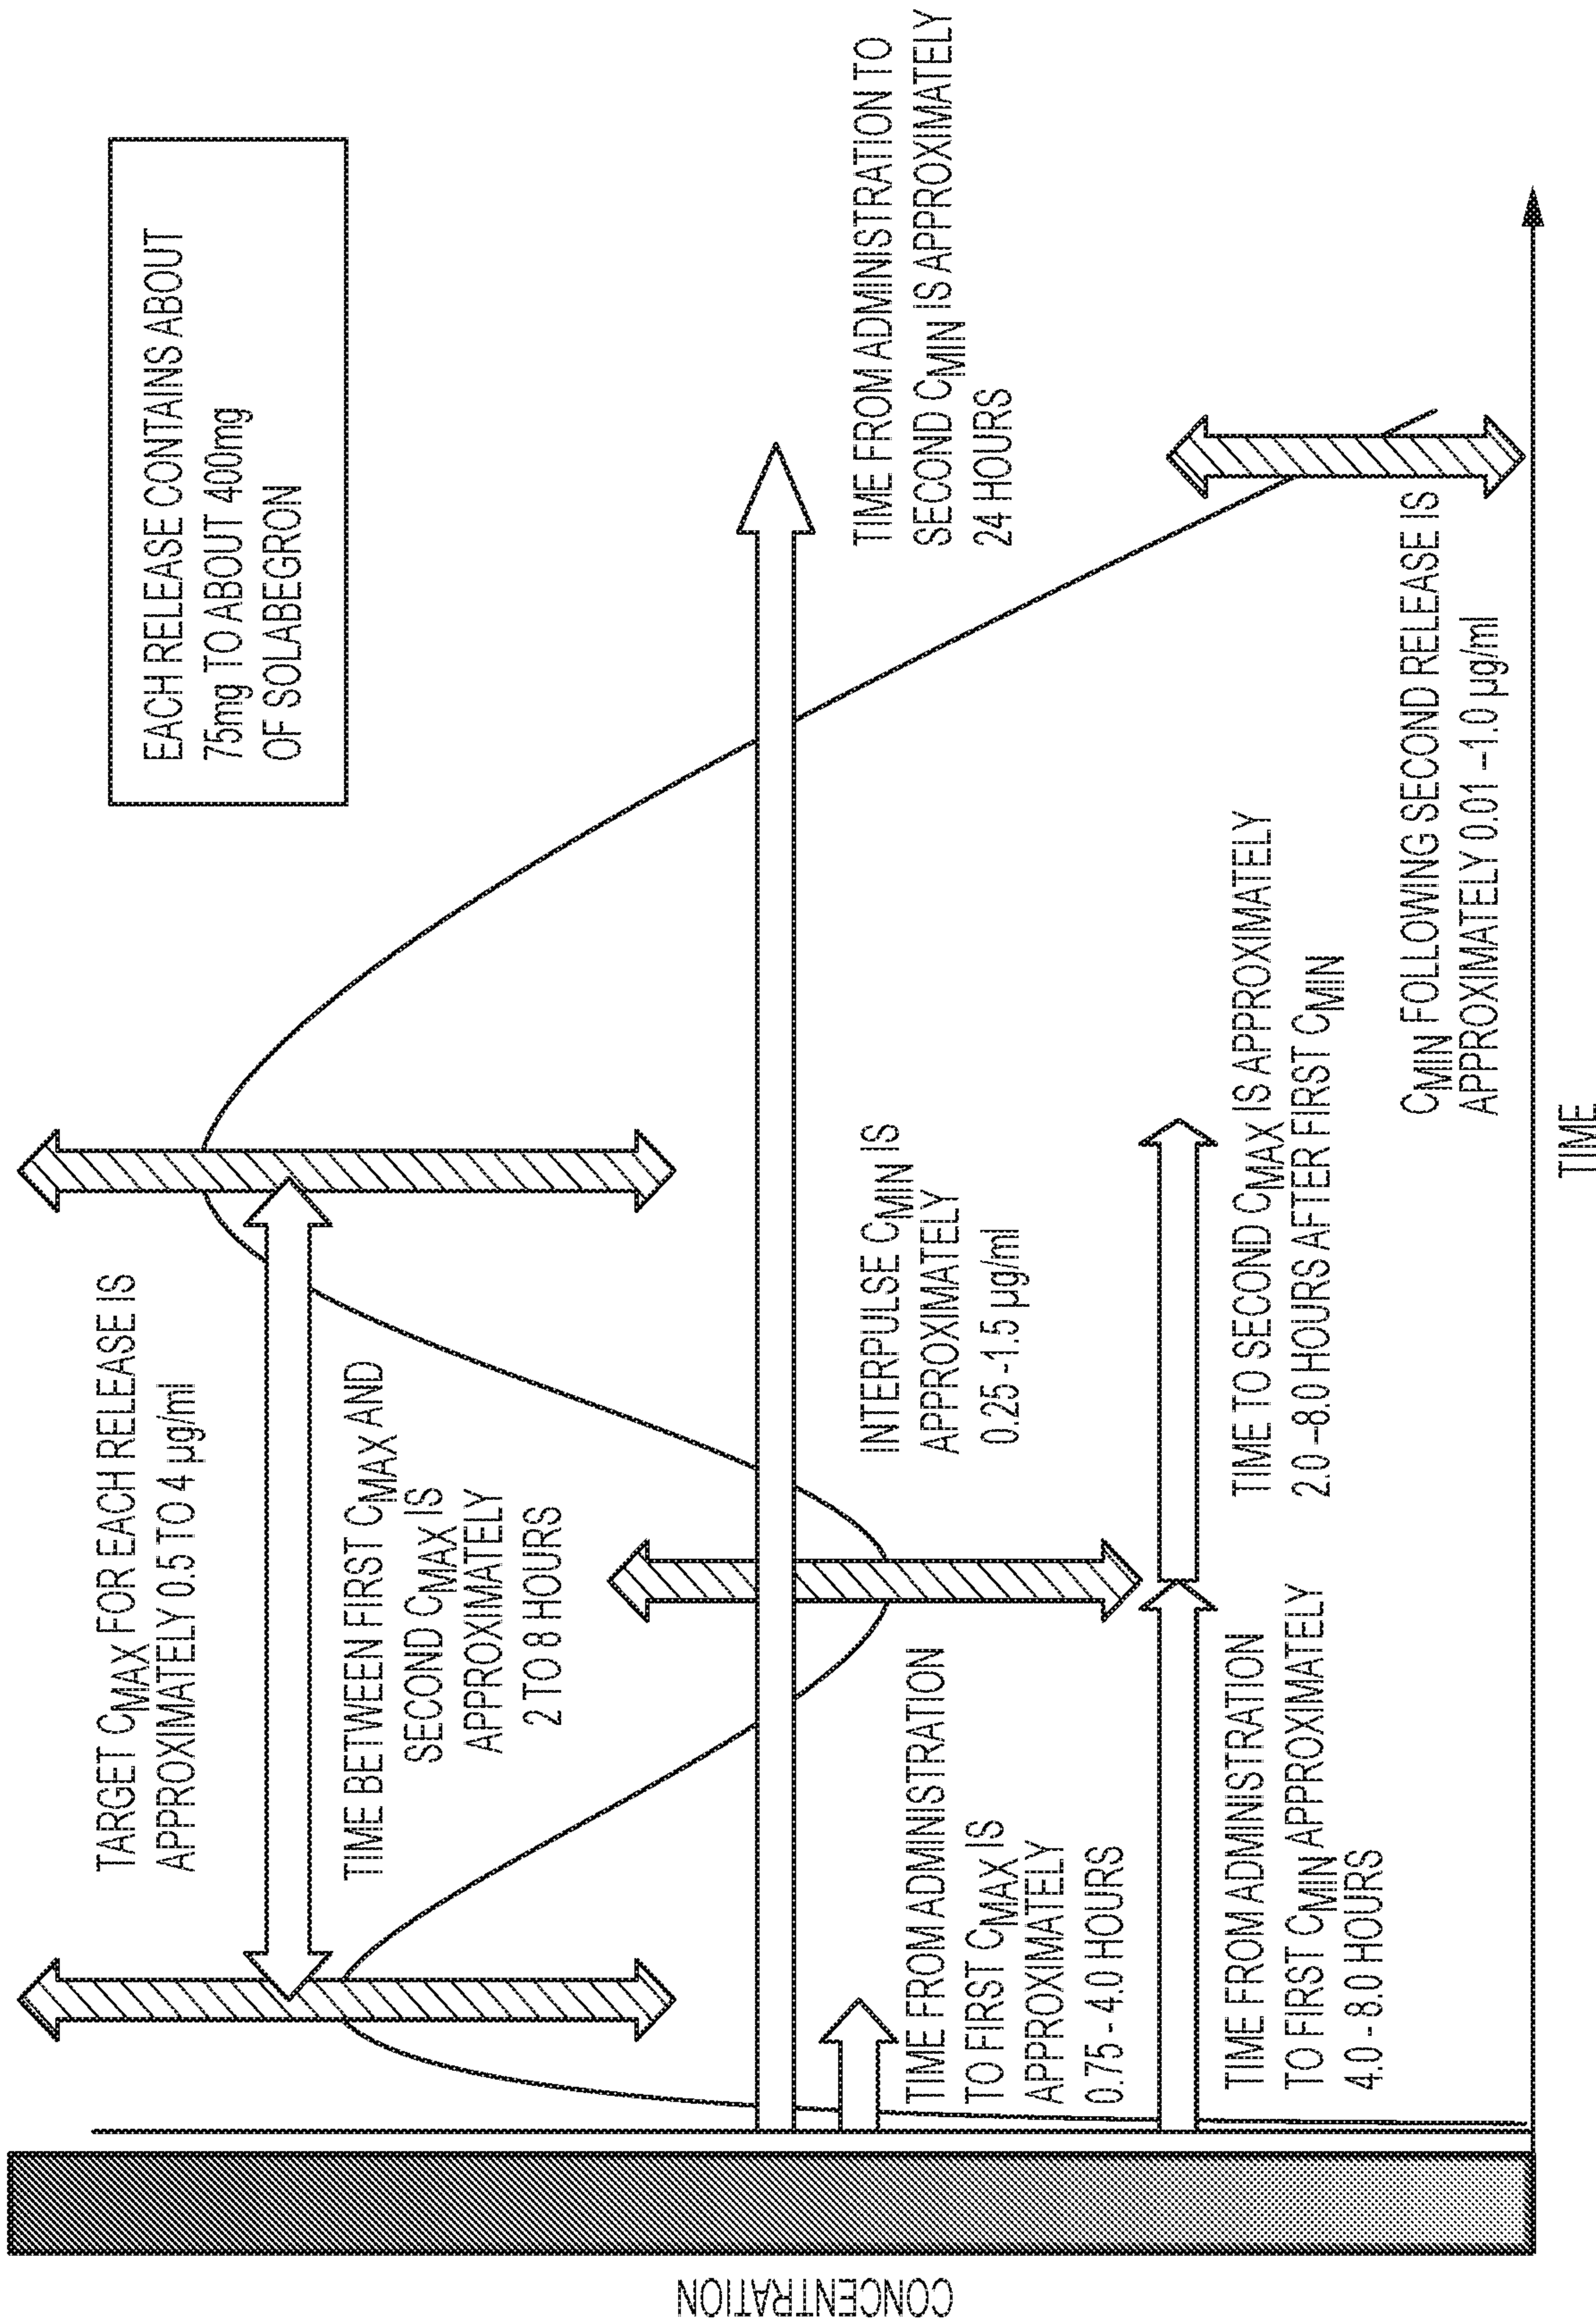 EACH RELEASE CONTAINS ABOUT
75mg TO ABOUT 400mg
OF SOLABEGRON
TARGET CMAX FOR EACH RELEASE IS
APPROXIMATELY 0.5 TO 4 µg/ml
TIME BETWEEN FIRST CMAX AND
SECOND CMAX IS
APPROXIMATELY
2 TO 8 HOURS
TIME FROM ADMINISTRATION TO
SECOND CMIN IS APPROXIMATELY
24 HOURS
INTERPULSE CMIN IS
APPROXIMATELY
0.25 -1.5 µg/ml
TIME FROM ADMINISTRATION
TO FIRST CMAX IS
APPROXIMATELY
0.75 - 4.0 HOURS
TIME FROM ADMINISTRATION
TO FIRST CMIN APPROXIMATELY
4.0 - 8.0 HOURS
TIME TO SECOND CMAX IS APPROXIMATELY
2.0 –8.0 HOURS AFTER FIRST CMIN
CMIN FOLLOWING SECOND RELEASE IS
APPROXIMATELY 0.01 –1.0 µg/ml
CONCENTRATION
TIME